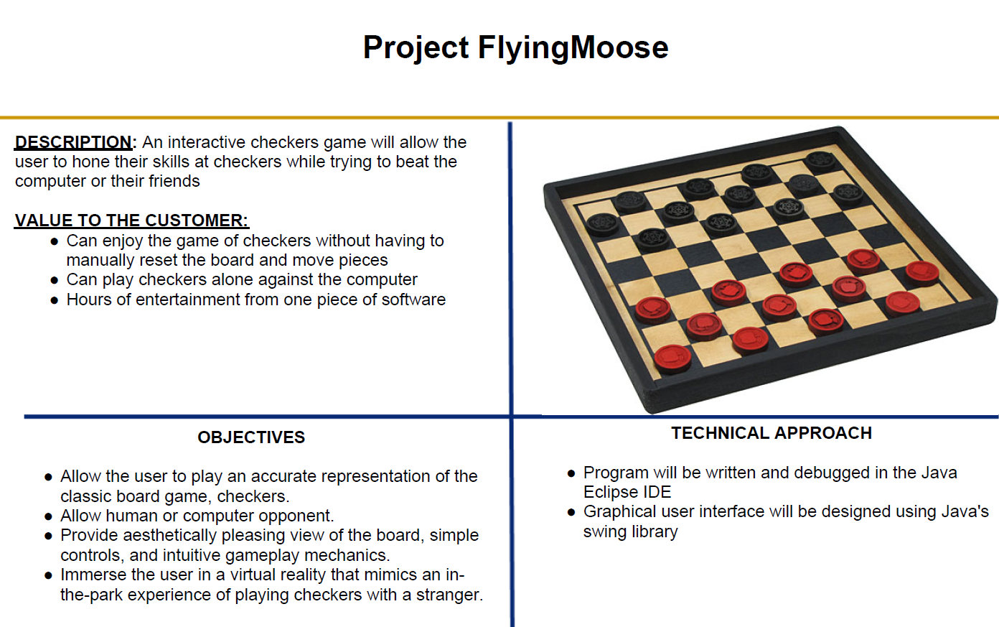 Project FlyingMoose
DESCRIPTION: An interactive checkers game will allow the
user to hone their skills at checkers while trying to beat the
computer or their friends
VALUE TO THE CUSTOMER:
● Can enjoy the game of checkers without having to
manually reset the board and move pieces
● Can play checkers alone against the computer
● Hours of entertainment from one piece of software
OBJECTIVES
● Allow the user to play an accurate representation of the
classic board game, checkers.
● Allow human or computer opponent.
● Provide aesthetically pleasing view of the board, simple
controls, and intuitive gameplay mechanics.
● Immerse the user in a virtual reality that mimics an in-
the-park experience of playing checkers with a stranger.
TECHNICAL APPROACH
● Program will be written and debugged in the Java
Eclipse IDE
● Graphical user interface will be designed using Java's
swing library